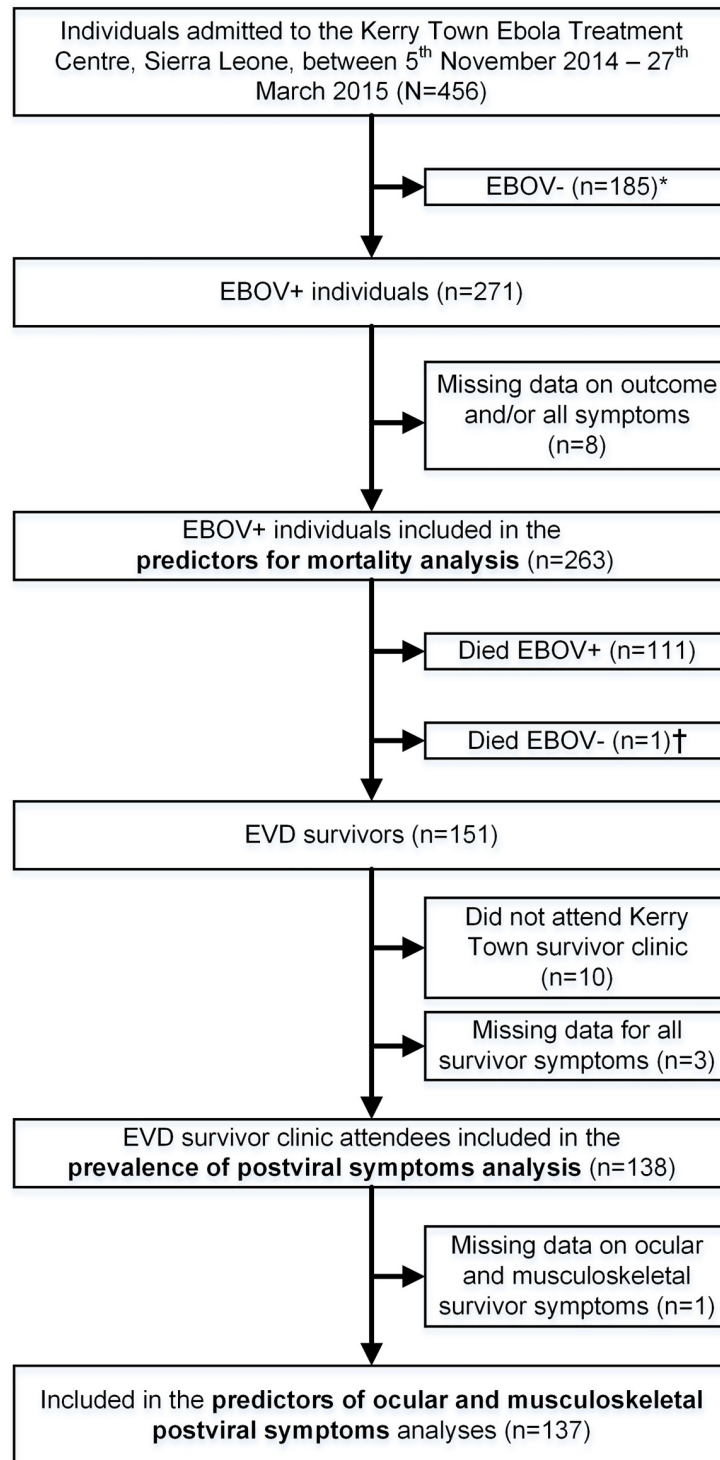 Individuals admitted to the Kerry Town Ebola Treatment
Centre, Sierra Leone, between 5th November 2014 – 27th
March 2015 (N=456)
EBOV- (n=185)*
EBOV+ individuals (n=271)
Missing data on outcome
and/or all symptoms
(n=8)
EBOV+ individuals included in the
predictors for mortality analysis (n=263)
Died EBOV+ (n=111)
Died EBOV- (n=1)†
EVD survivors (n=151)
Did not attend Kerry
Town survivor clinic
(n=10)
Missing data for all
survivor symptoms (n=3)
EVD survivor clinic attendees included in the
prevalence of postviral symptoms analysis (n=138)
Missing data on ocular
and musculoskeletal
survivor symptoms (n=1)
Included in the predictors of ocular and musculoskeletal
postviral symptoms analyses (n=137)